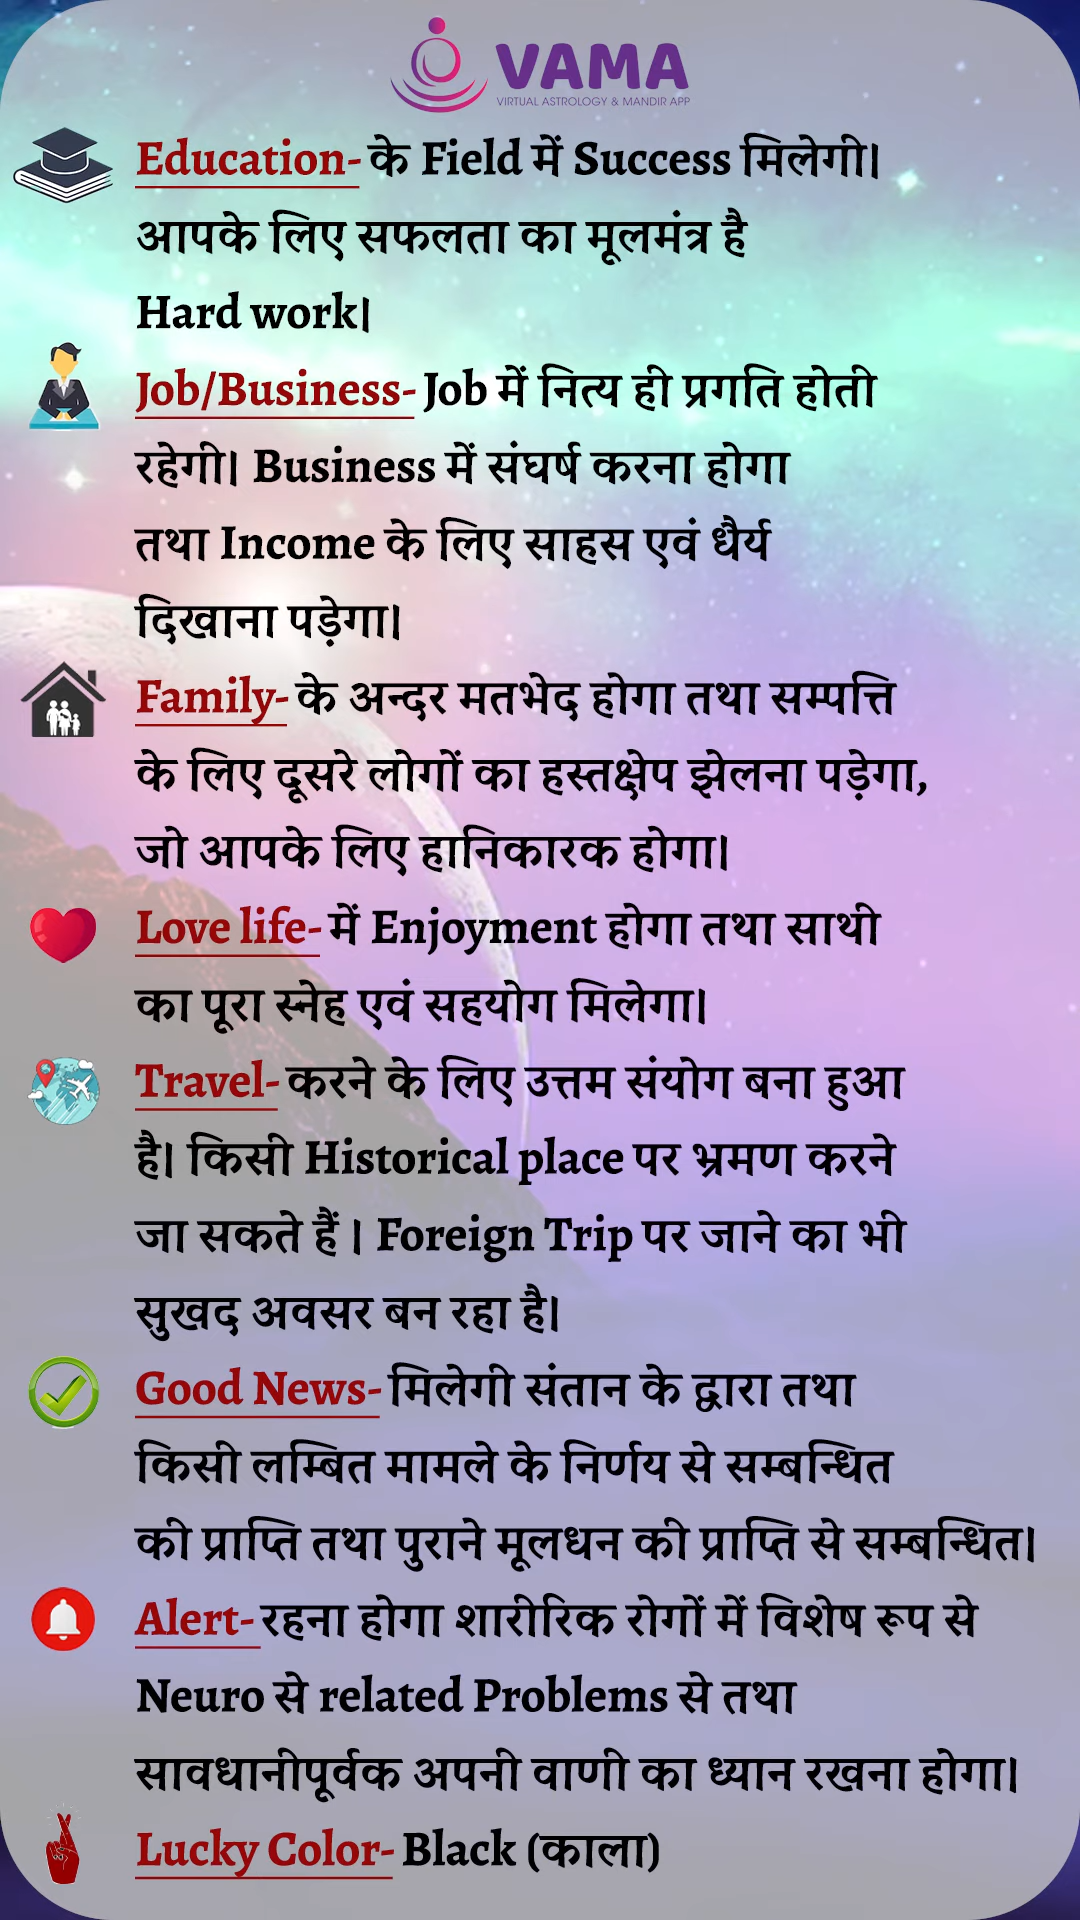 VAMA
VIRTUAL ASTROLOGY & MANDIR APP
Education- के Field में Success मिलेगी।
आपके लिए सफलता का मूलमंत्र है
Hard work।
Job/Business- Job में नित्य ही प्रगति होती
रहेगी। Business में संघर्ष करना होगा
तथा Income के लिए साहस एवं धैर्य
दिखाना पड़ेगा।
Family- के अन्दर मतभेद होगा तथा सम्पत्ति
के लिए दूसरे लोगों का हस्तक्षेप झेलना पड़ेगा,
जो आपके लिए हानिकारक होगा।
Love life- में Enjoyment होगा तथा साथी
का पूरा स्नेह एवं सहयोग मिलेगा।
Travel- करने के लिए उत्तम संयोग बना हुआ
है। किसी Historical place पर भ्रमण करने
जा सकते हैं । Foreign Trip पर जाने का भी
सुखद अवसर बन रहा है।
Good News- मिलेगी संतान के द्वारा तथा
किसी लम्बित मामले के निर्णय से सम्बन्धित
की प्राप्ति तथा पुराने मूलधन की प्राप्ति से सम्बन्धित।
Alert- रहना होगा शारीरिक रोगों में विशेष रूप से
Neuro से related Problems से तथा
सावधानीपूर्वक अपनी वाणी का ध्यान रखना होगा।
Lucky Color- Black (काला)